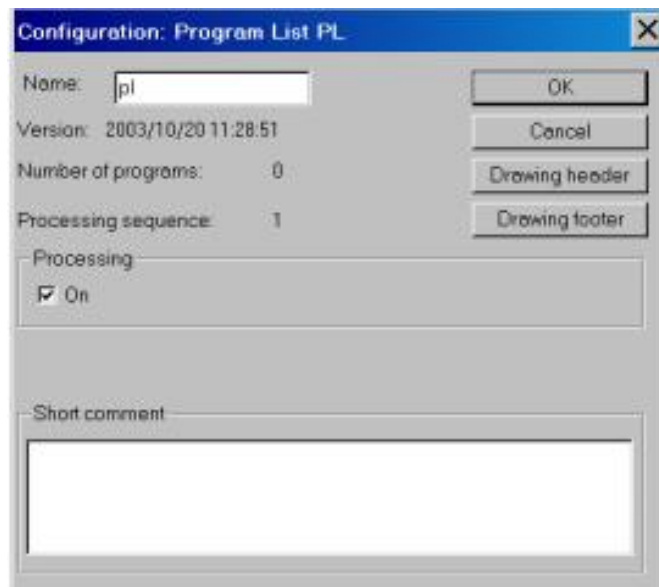 Configuration: Program List PL
Name: pl
OK
Version: 2003/10/20 11:28:51
Cancel
Number of programs: 0
Drawing header
Processing sequence: 1
Drawing footer
Processing
On
Short comment